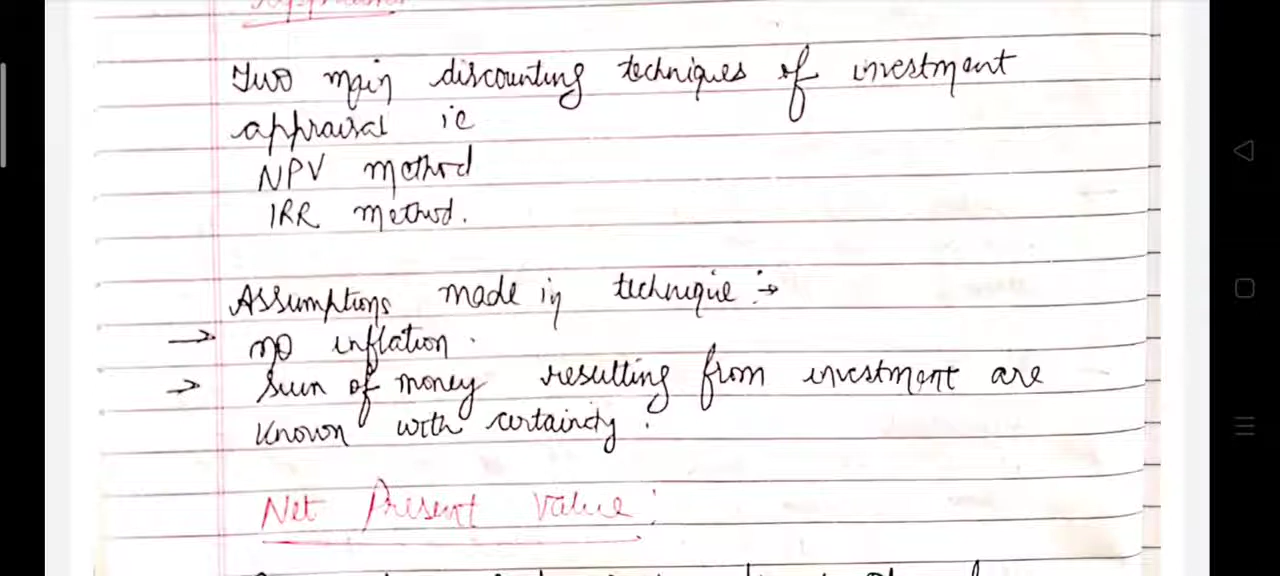 Two main discounting techniques of investment
appraisal ie
NPV method
IRR method.
Assumptions made in technique :→
→ no inflation.
→ Sum of money resulting from investment are
known with certainity.
Net Present Value :